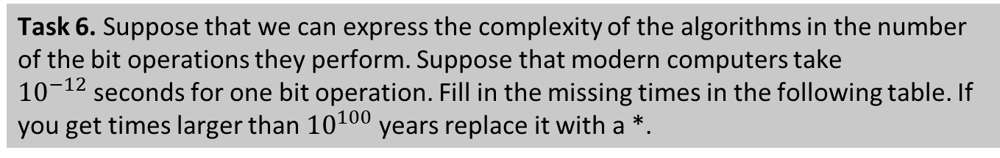 Task 6. Suppose that we can express the complexity of the algorithms in the number
of the bit operations they perform. Suppose that modern computers take
10⁻¹² seconds for one bit operation. Fill in the missing times in the following table. If
you get times larger than 10¹⁰⁰ years replace it with a *.